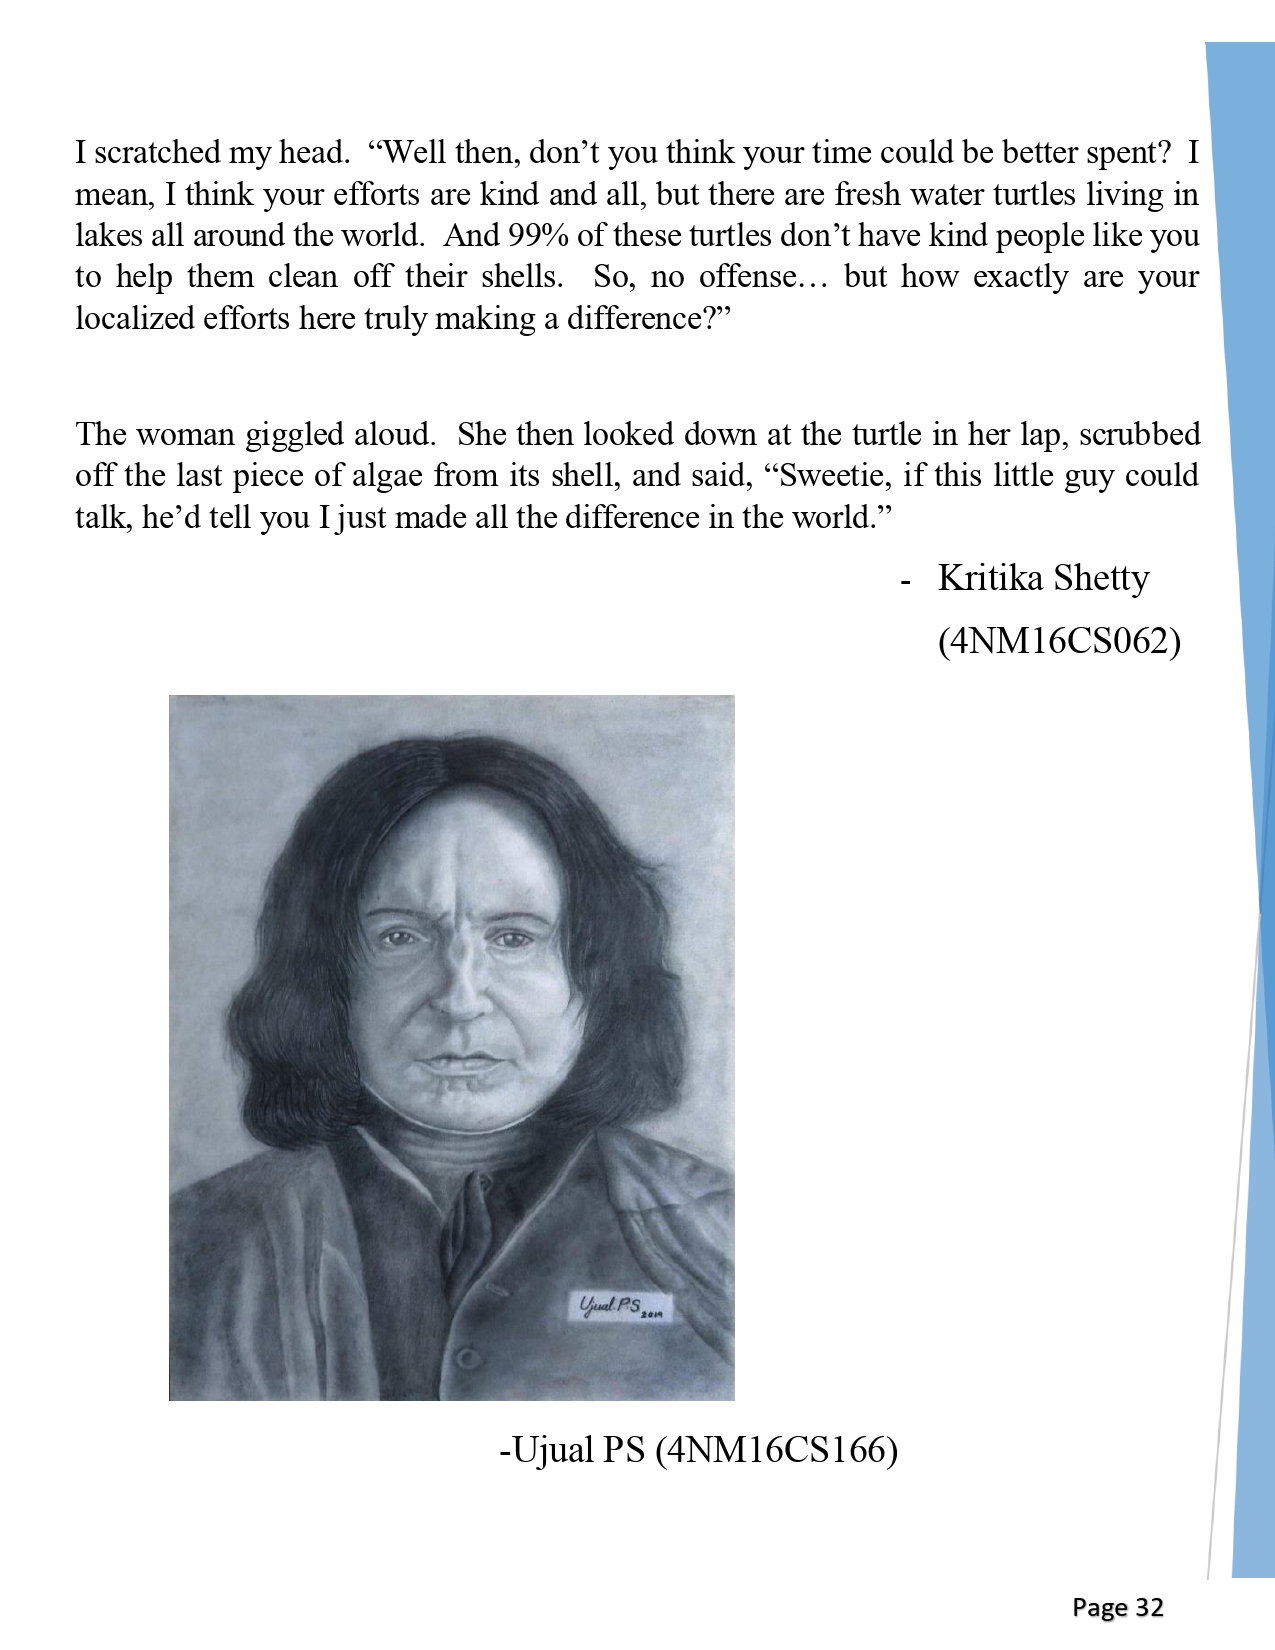 I scratched my head.  “Well then, don’t you think your time could be better spent?  I
mean, I think your efforts are kind and all, but there are fresh water turtles living in
lakes all around the world.  And 99% of these turtles don’t have kind people like you
to help them clean off their shells.  So, no offense… but how exactly are your
localized efforts here truly making a difference?”
The woman giggled aloud.  She then looked down at the turtle in her lap, scrubbed
off the last piece of algae from its shell, and said, “Sweetie, if this little guy could
talk, he’d tell you I just made all the difference in the world.”
- Kritika Shetty
(4NM16CS062)
Ujual.P.S
2019
-Ujual PS (4NM16CS166)
Page 32